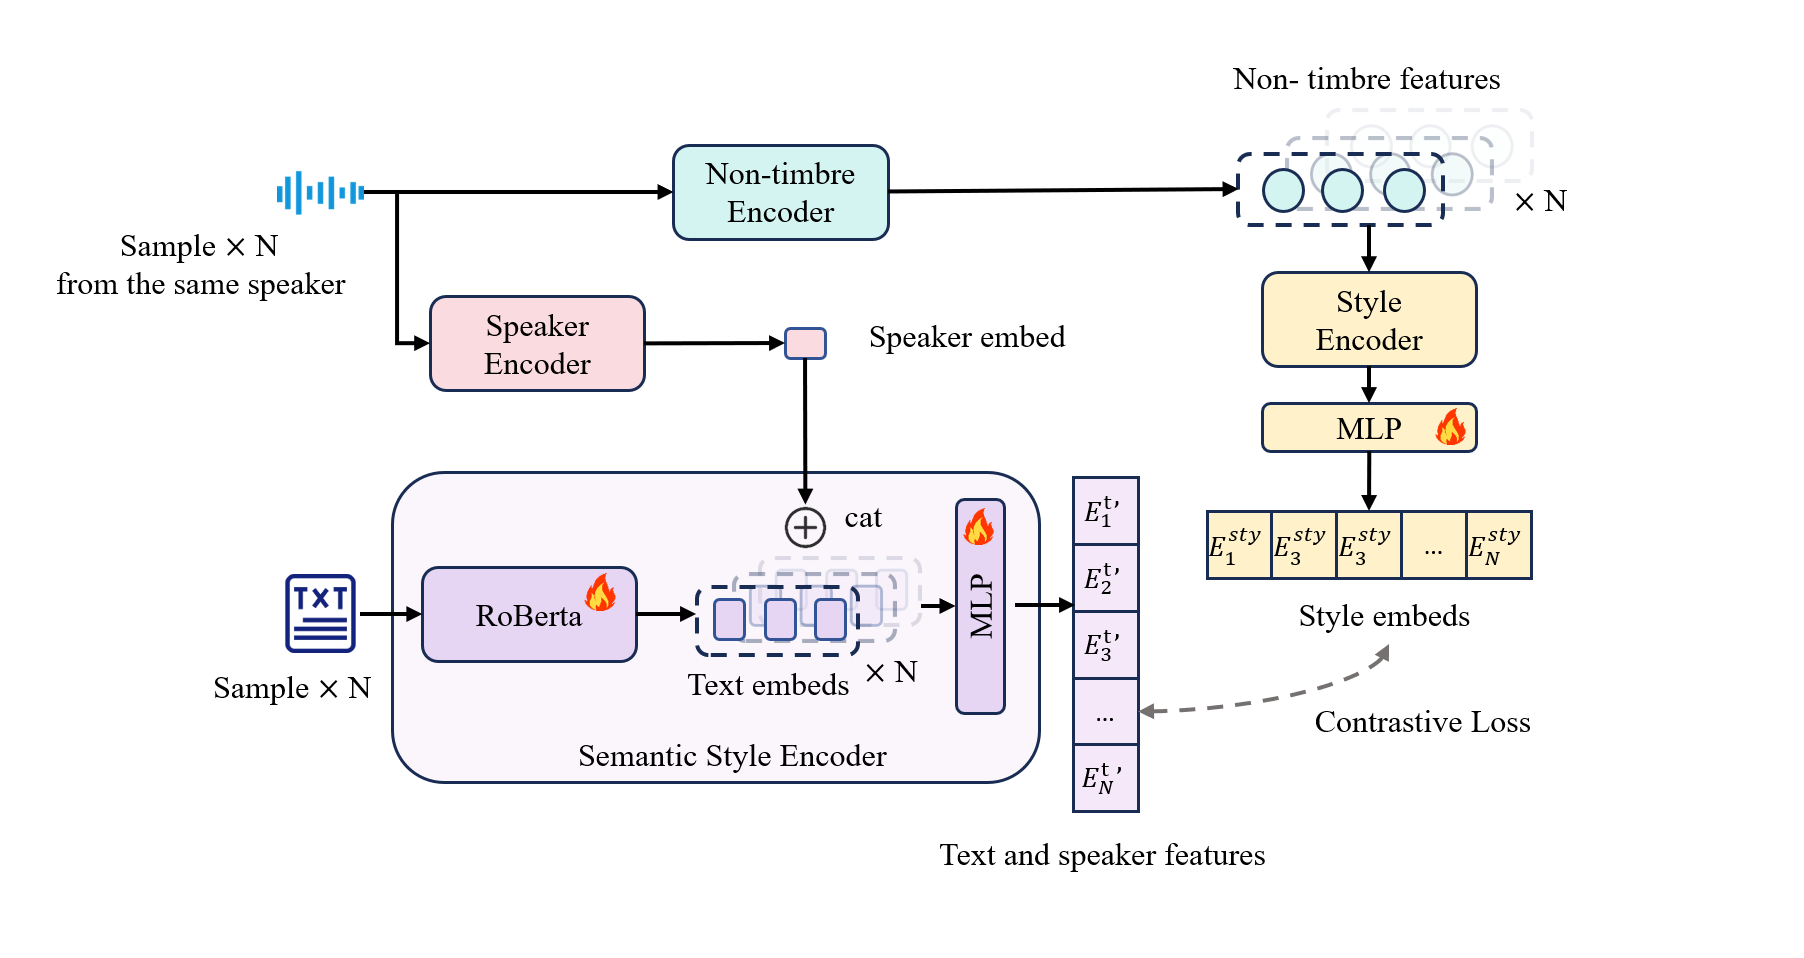 Non- timbre features
Non-timbre
Encoder
× N
Sample × N
from the same speaker
Style
Encoder
Speaker
Encoder
Speaker embed
MLP
cat
E_1^{t’}
E_2^{t’}
E_3^{t’}
...
E_N^{t’}
E_1^{sty} E_3^{sty} E_3^{sty} ... E_N^{sty}
TXT
RoBerta
MLP
Style embeds
Sample × N
Text embeds
× N
Contrastive Loss
Semantic Style Encoder
Text and speaker features